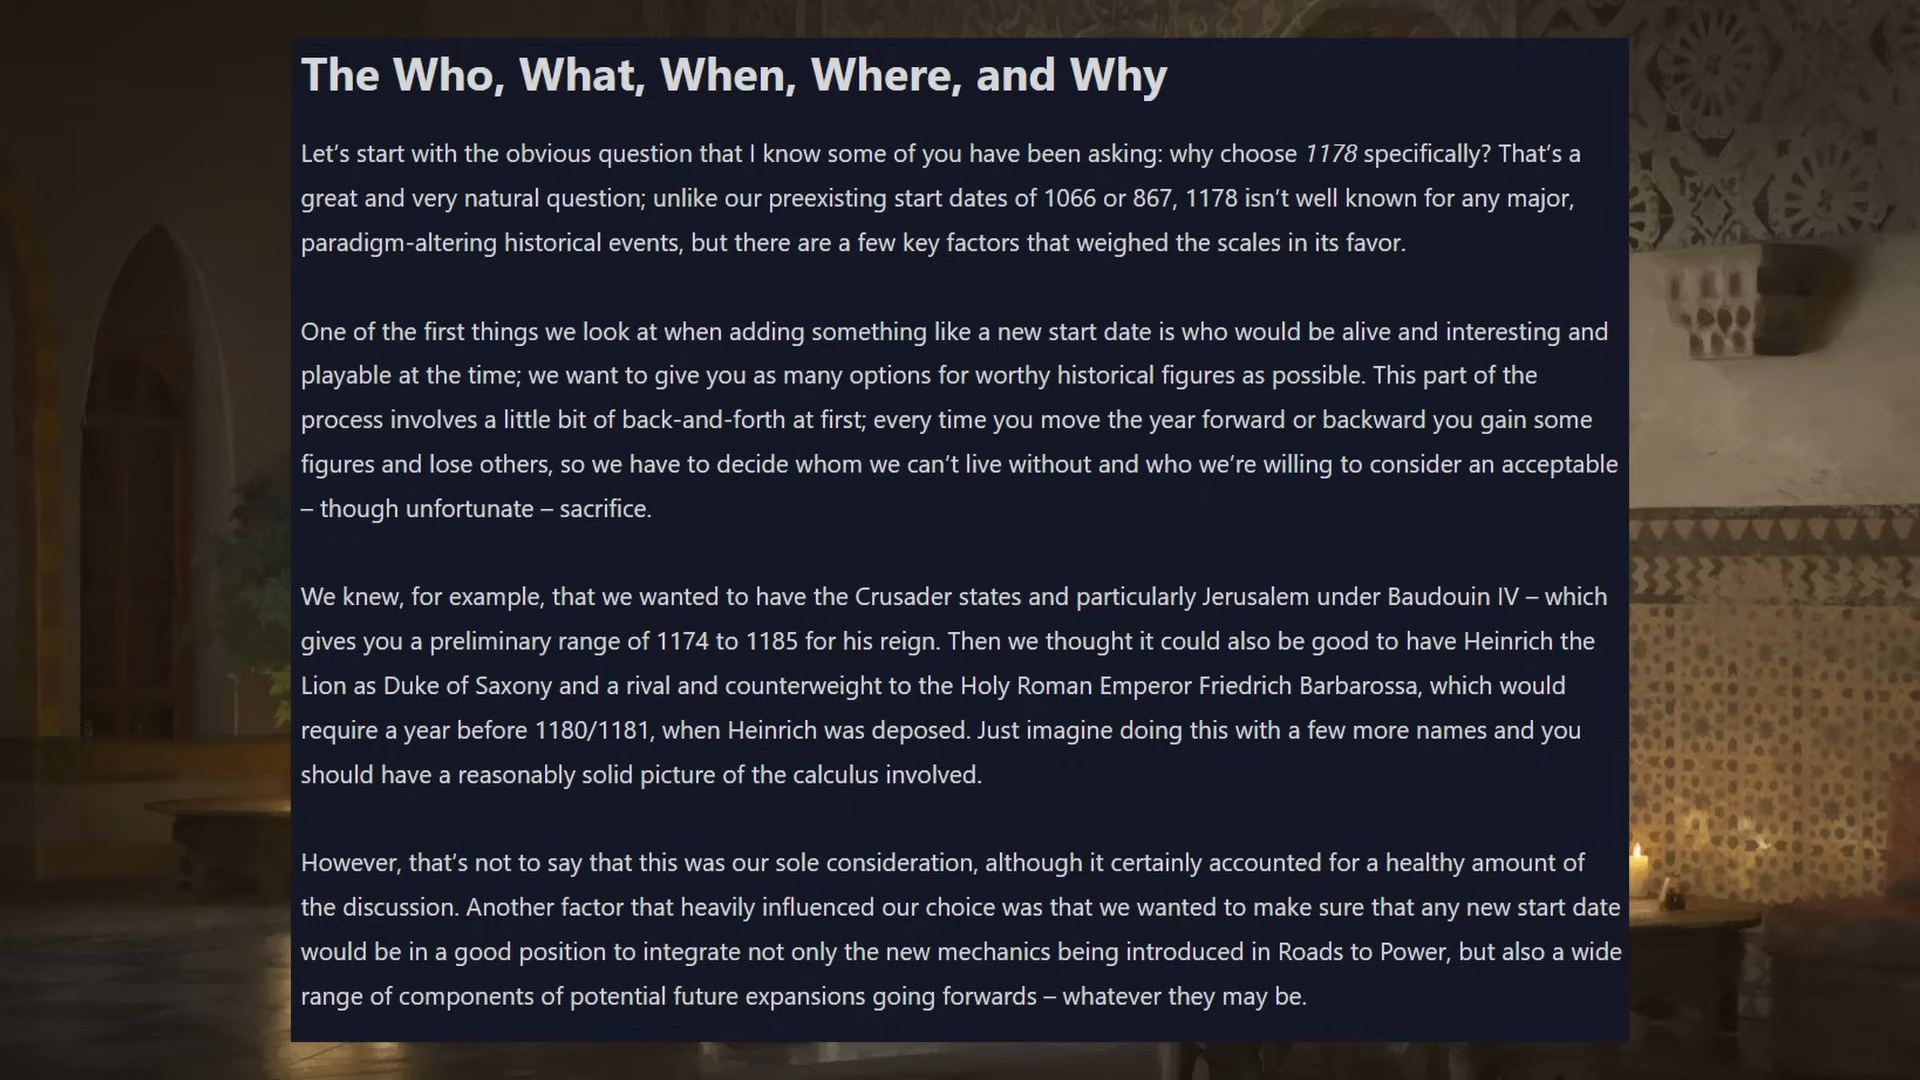 The Who, What, When, Where, and Why
Let’s start with the obvious question that I know some of you have been asking: why choose 1178 specifically? That’s a
great and very natural question; unlike our preexisting start dates of 1066 or 867, 1178 isn’t well known for any major,
paradigm-altering historical events, but there are a few key factors that weighed the scales in its favor.
One of the first things we look at when adding something like a new start date is who would be alive and interesting and
playable at the time; we want to give you as many options for worthy historical figures as possible. This part of the
process involves a little bit of back-and-forth at first; every time you move the year forward or backward you gain some
figures and lose others, so we have to decide whom we can’t live without and who we’re willing to consider an acceptable
– though unfortunate – sacrifice.
We knew, for example, that we wanted to have the Crusader states and particularly Jerusalem under Baudouin IV – which
gives you a preliminary range of 1174 to 1185 for his reign. Then we thought it could also be good to have Heinrich the
Lion as Duke of Saxony and a rival and counterweight to the Holy Roman Emperor Friedrich Barbarossa, which would
require a year before 1180/1181, when Heinrich was deposed. Just imagine doing this with a few more names and you
should have a reasonably solid picture of the calculus involved.
However, that’s not to say that this was our sole consideration, although it certainly accounted for a healthy amount of
the discussion. Another factor that heavily influenced our choice was that we wanted to make sure that any new start date
would be in a good position to integrate not only the new mechanics being introduced in Roads to Power, but also a wide
range of components of potential future expansions going forwards – whatever they may be.